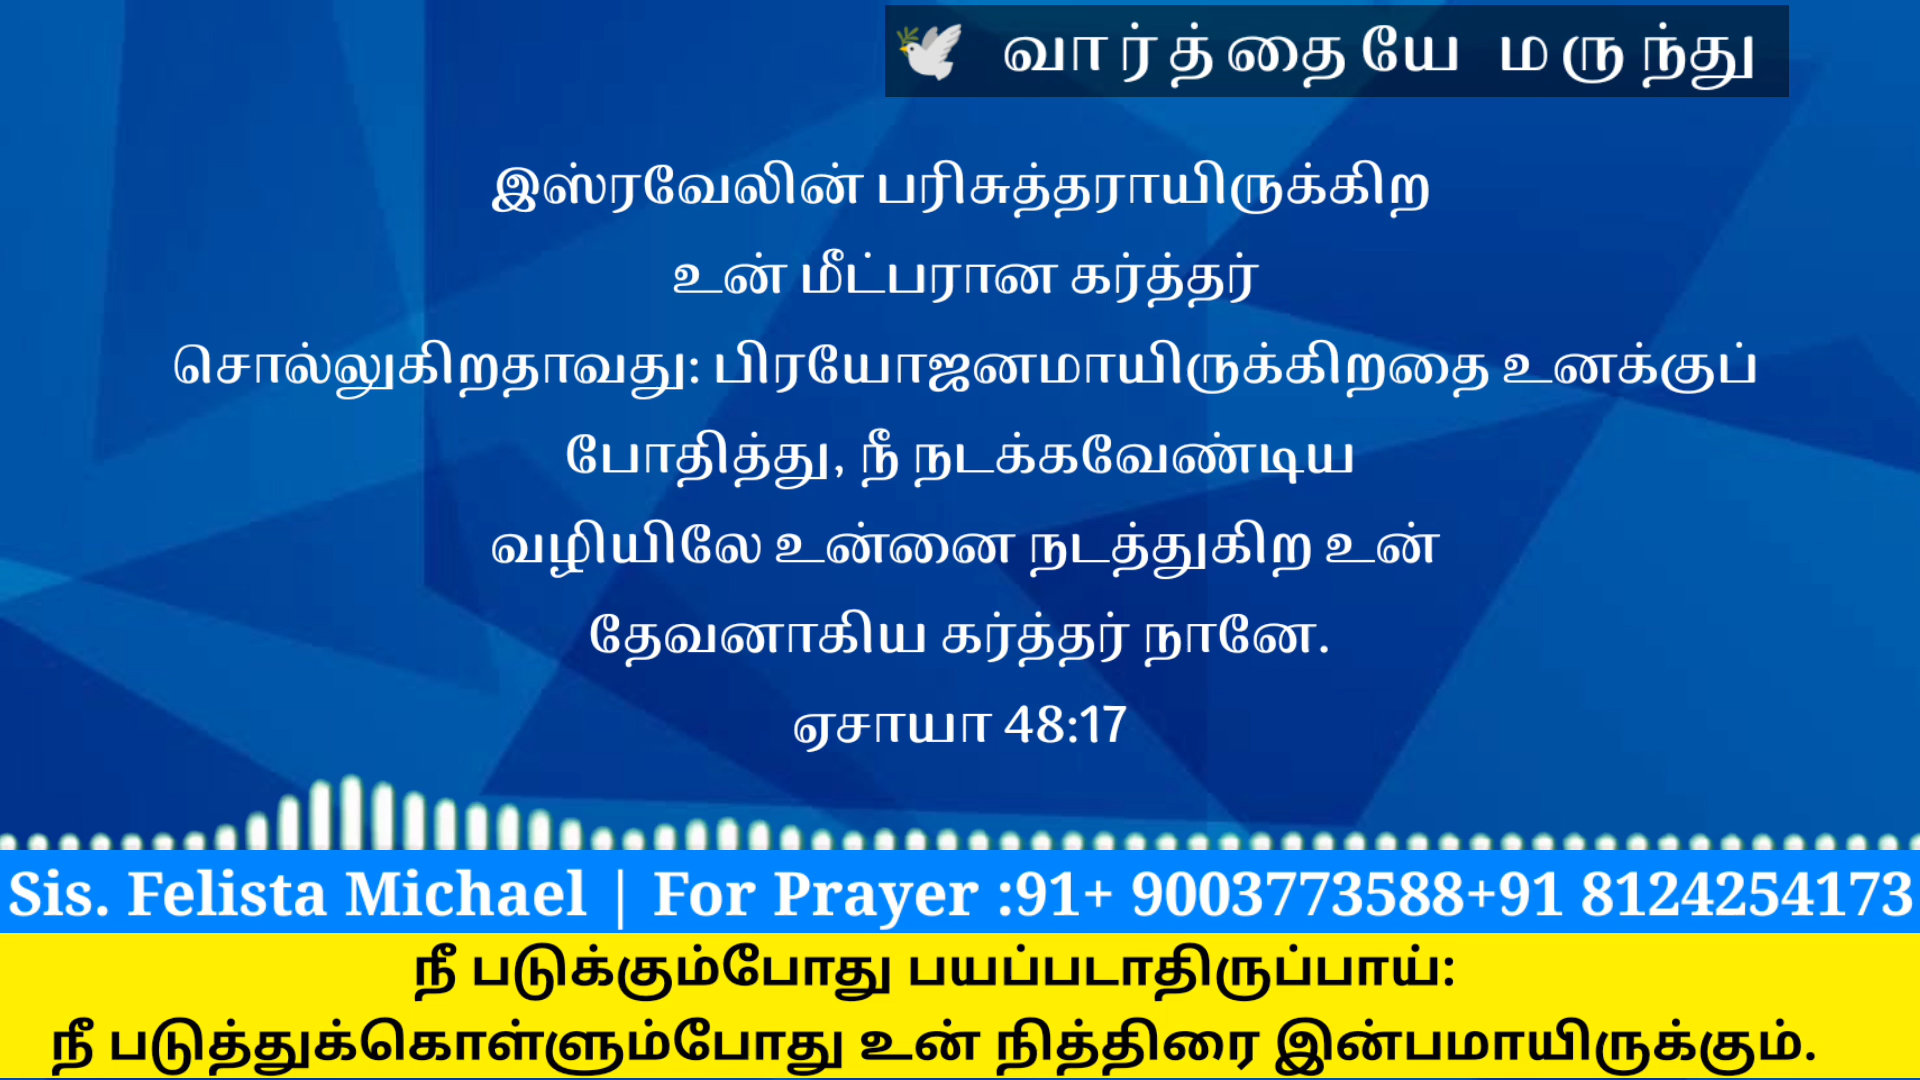 🕊️ வார்த்தையே மருந்து
இஸ்ரவேலின் பரிசுத்தராயிருக்கிற
உன் மீட்பரான கர்த்தர்
சொல்லுகிறதாவது: பிரயோஜனமாயிருக்கிறதை உனக்குப்
போதித்து, நீ நடக்கவேண்டிய
வழியிலே உன்னை நடத்துகிற உன்
தேவனாகிய கர்த்தர் நானே.
ஏசாயா 48:17
Sis. Felista Michael | For Prayer :91+ 9003773588+91 8124254173
நீ படுக்கும்போது பயப்படாதிருப்பாய்:
நீ படுத்துக்கொள்ளும்போது உன் நித்திரை இன்பமாயிருக்கும்.